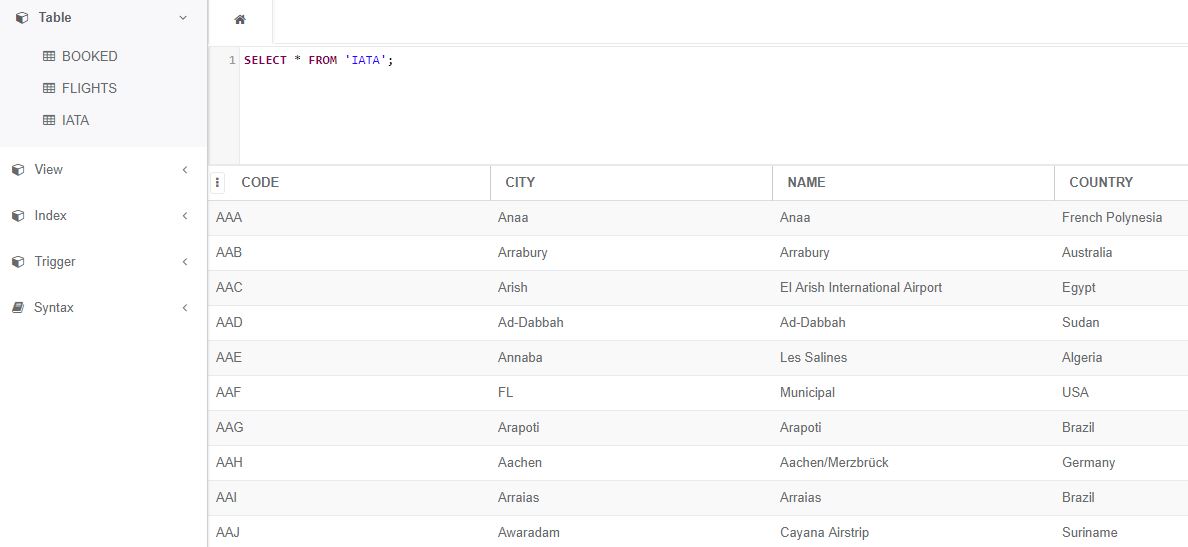 Table
BOOKED
FLIGHTS
IATA
View
Index
Trigger
Syntax
1 SELECT * FROM 'IATA';
CODE CITY NAME COUNTRY
AAA Anaa Anaa French Polynesia
AAB Arrabury Arrabury Australia
AAC Arish El Arish International Airport Egypt
AAD Ad-Dabbah Ad-Dabbah Sudan
AAE Annaba Les Salines Algeria
AAF FL Municipal USA
AAG Arapoti Arapoti Brazil
AAH Aachen Aachen/Merzbrück Germany
AAI Arraias Arraias Brazil
AAJ Awaradam Cayana Airstrip Suriname